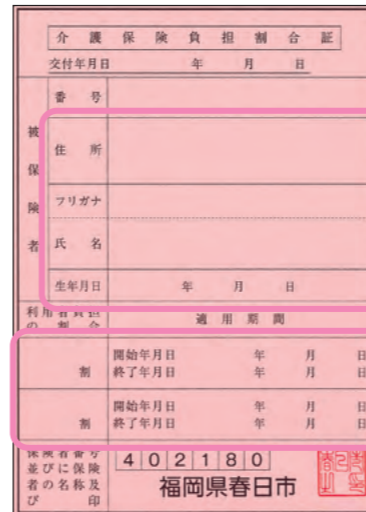 介護保険負担割合証
交付年月日 年 月 日
被保険者
番号
住所
フリガナ
氏名
生年月日 年 月 日
利用者負担の割合 適用期間
割 開始年月日 年 月 日
終了年月日 年 月 日
割 開始年月日 年 月 日
終了年月日 年 月 日
保険者番号並びに保険者の名称及び印
402180
福岡県春日市